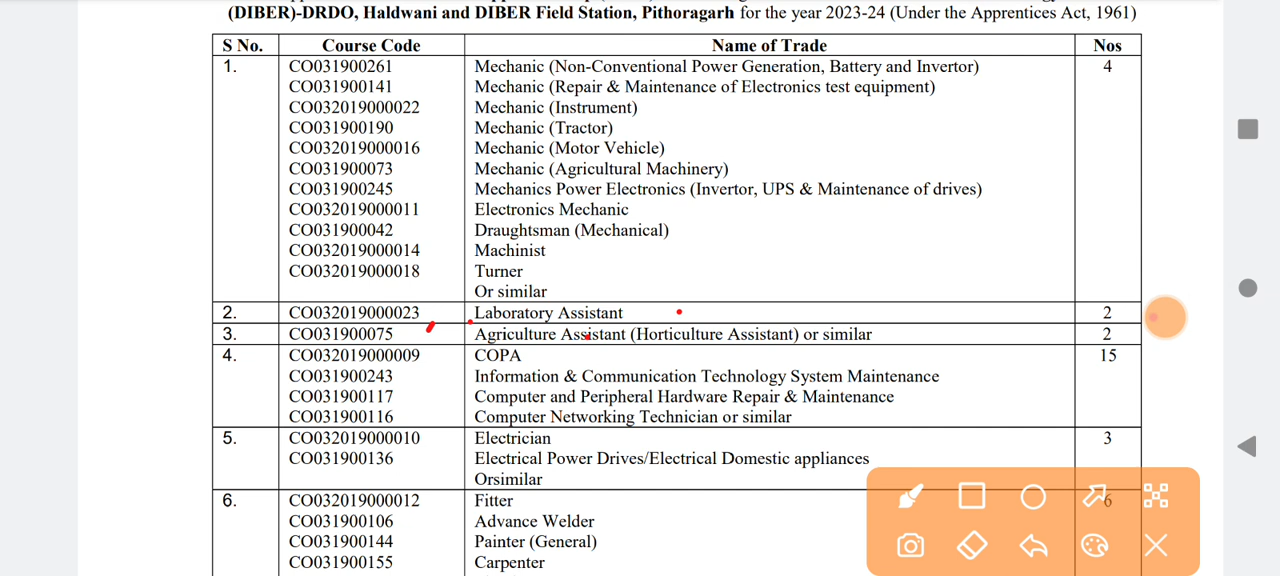 (DIBER)-DRDO, Haldwani and DIBER Field Station, Pithoragarh for the year 2023-24 (Under the Apprentices Act, 1961)
S No. Course Code Name of Trade Nos
1. CO031900261 Mechanic (Non-Conventional Power Generation, Battery and Invertor) 4
CO031900141 Mechanic (Repair & Maintenance of Electronics test equipment)
CO032019000022 Mechanic (Instrument)
CO031900190 Mechanic (Tractor)
CO032019000016 Mechanic (Motor Vehicle)
CO031900073 Mechanic (Agricultural Machinery)
CO031900245 Mechanics Power Electronics (Invertor, UPS & Maintenance of drives)
CO032019000011 Electronics Mechanic
CO031900042 Draughtsman (Mechanical)
CO032019000014 Machinist
CO032019000018 Turner
Or similar
2. CO032019000023 Laboratory Assistant 2
3. CO031900075 Agriculture Assistant (Horticulture Assistant) or similar 2
4. CO032019000009 COPA 15
CO031900243 Information & Communication Technology System Maintenance
CO031900117 Computer and Peripheral Hardware Repair & Maintenance
CO031900116 Computer Networking Technician or similar
5. CO032019000010 Electrician 3
CO031900136 Electrical Power Drives/Electrical Domestic appliances
Orsimilar
6. CO032019000012 Fitter 6
CO031900106 Advance Welder
CO031900144 Painter (General)
CO031900155 Carpenter